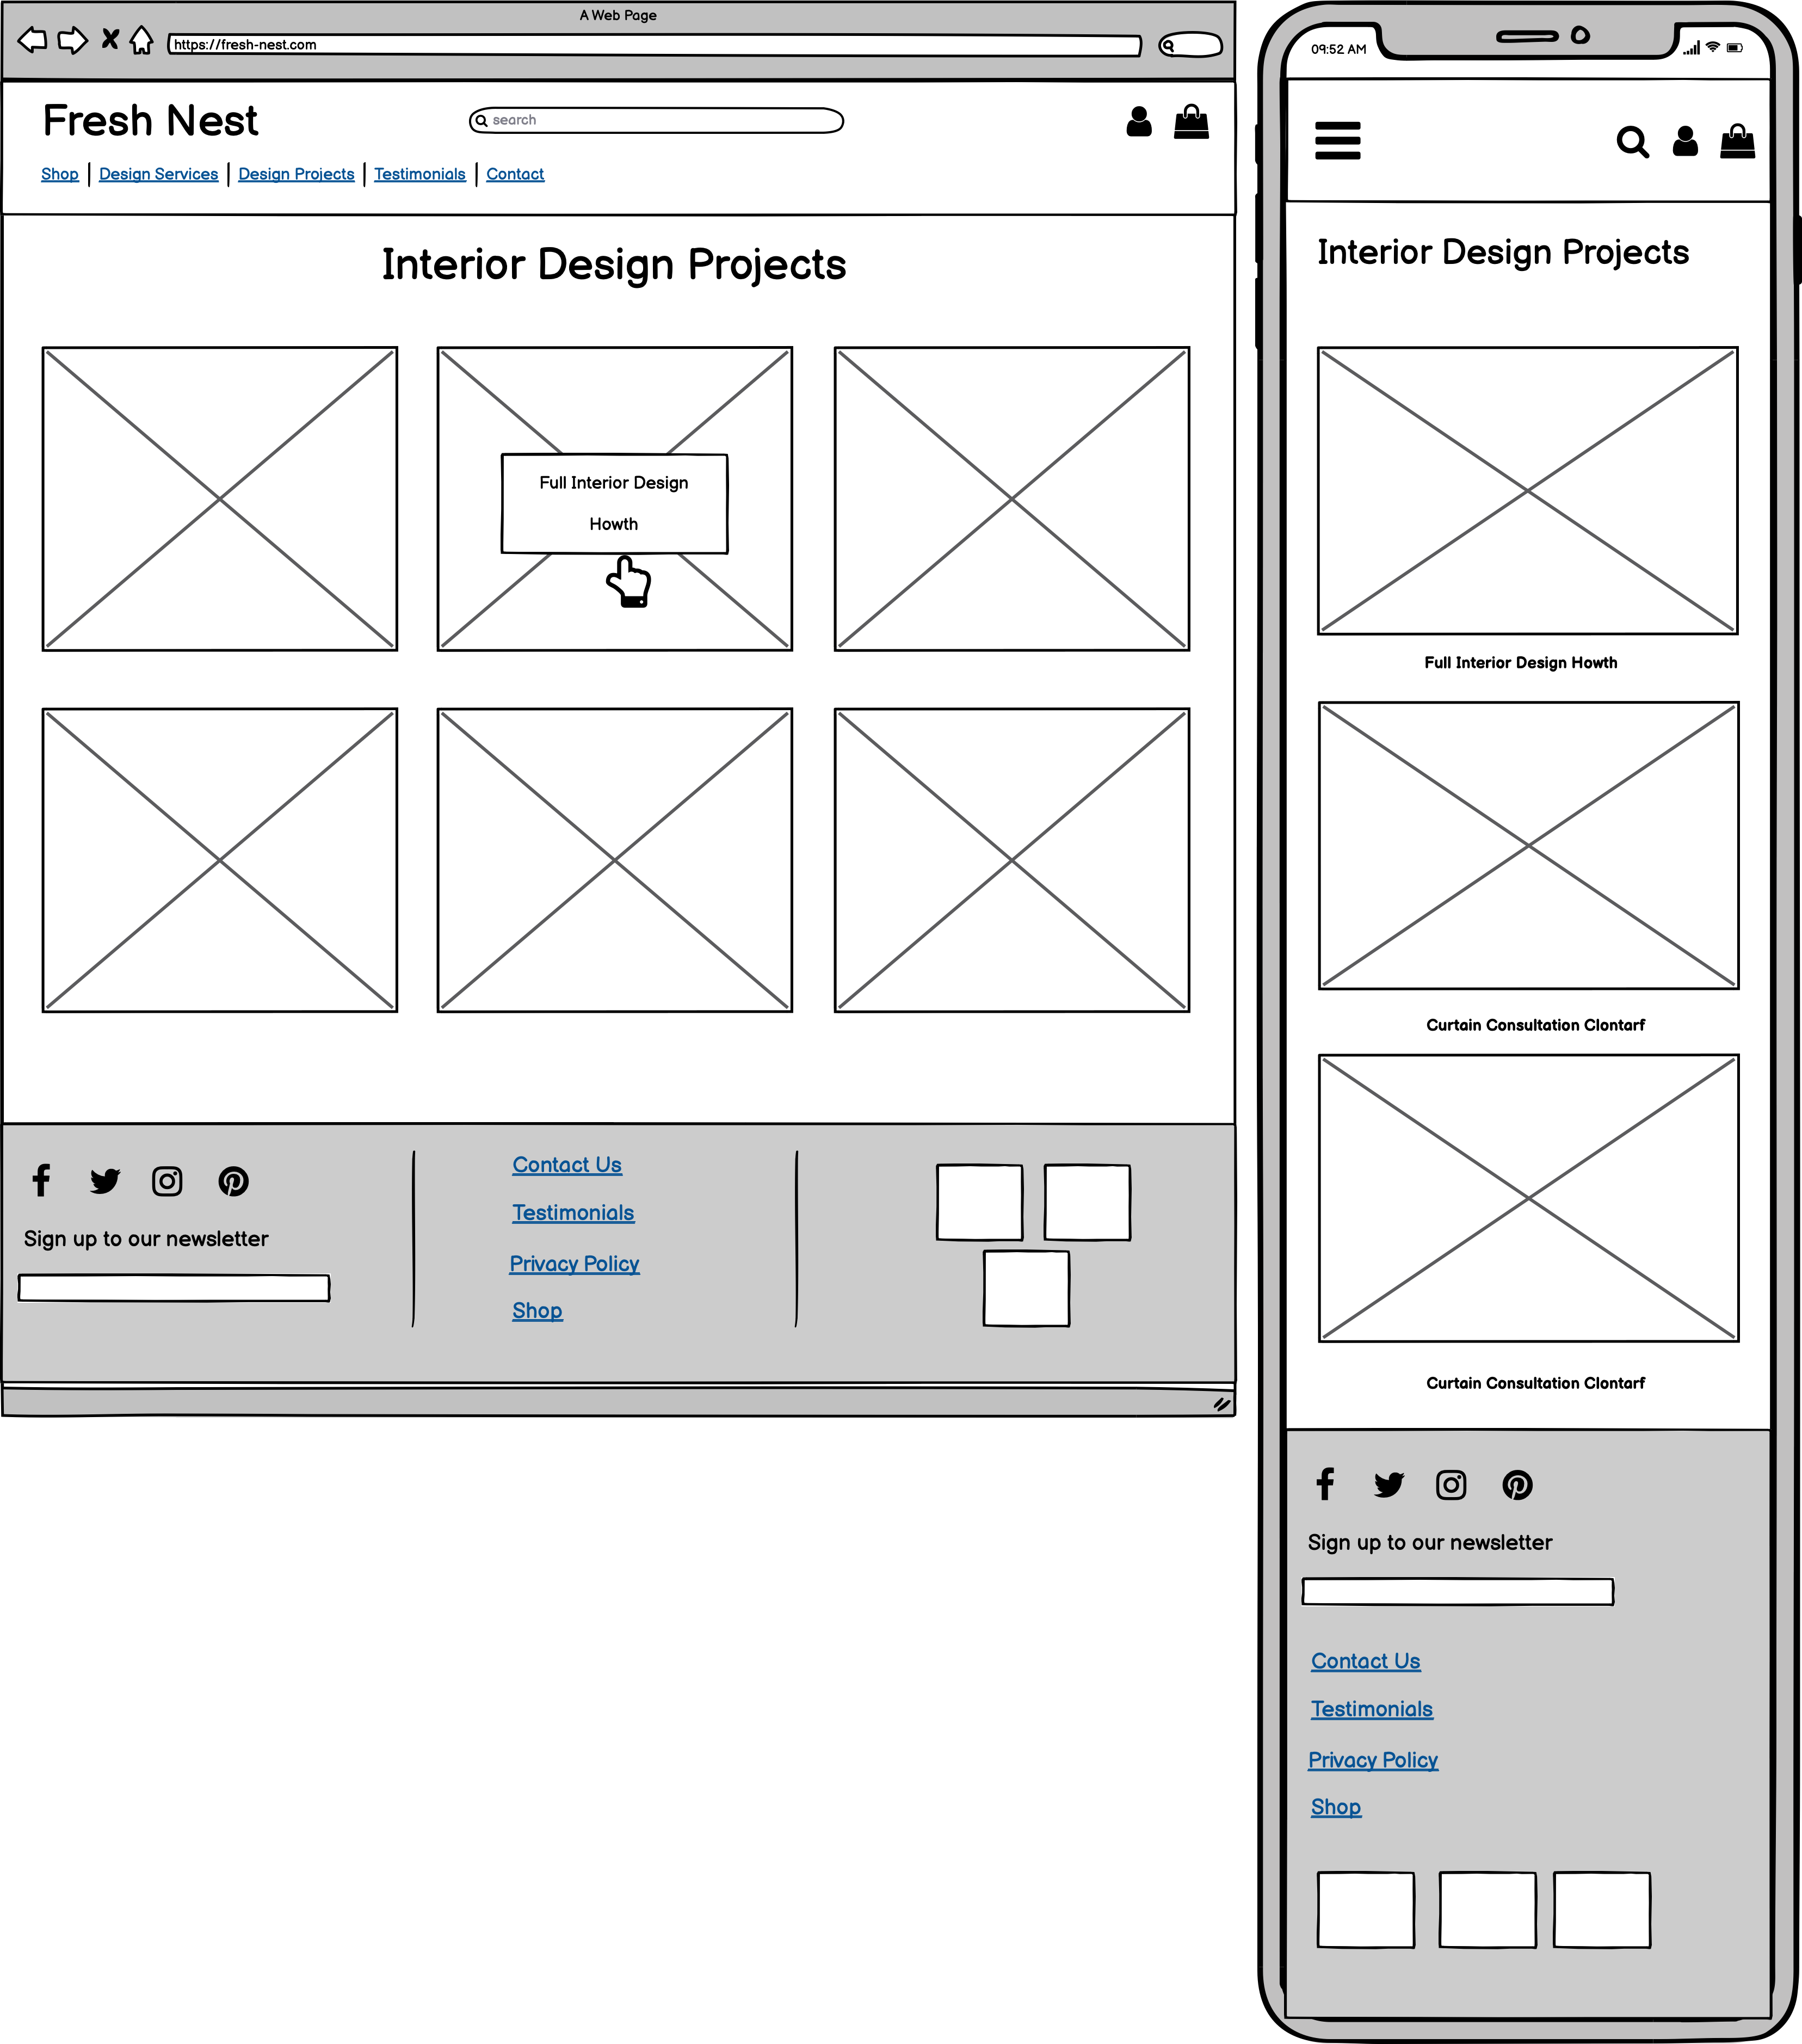 A Web Page
https://fresh-nest.com
Fresh Nest
search
Shop
Design Services
Design Projects
Testimonials
Contact
Interior Design Projects
Full Interior Design
Howth
Contact Us
Testimonials
Sign up to our newsletter
Privacy Policy
Shop
09:52 AM
Interior Design Projects
Full Interior Design Howth
Curtain Consultation Clontarf
Curtain Consultation Clontarf
Sign up to our newsletter
Contact Us
Testimonials
Privacy Policy
Shop